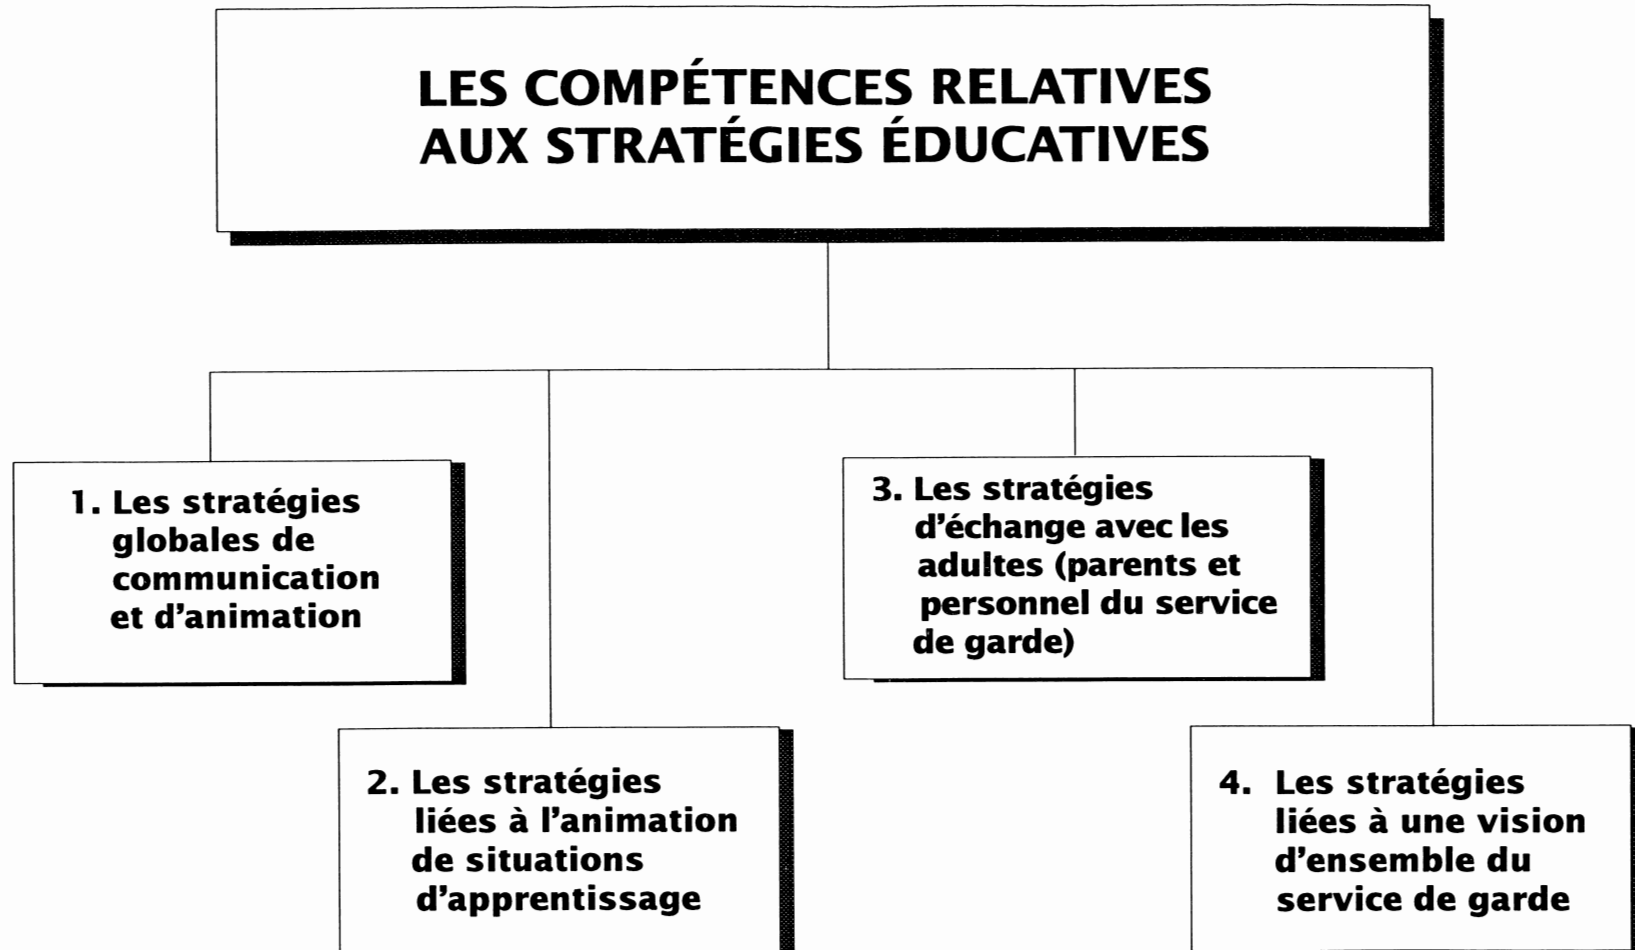 LES COMPÉTENCES RELATIVES
AUX STRATÉGIES ÉDUCATIVES
1. Les stratégies
globales de
communication
et d'animation
2. Les stratégies
liées à l'animation
de situations
d'apprentissage
3. Les stratégies
d'échange avec les
adultes (parents et
personnel du service
de garde)
4. Les stratégies
liées à une vision
d'ensemble du
service de garde